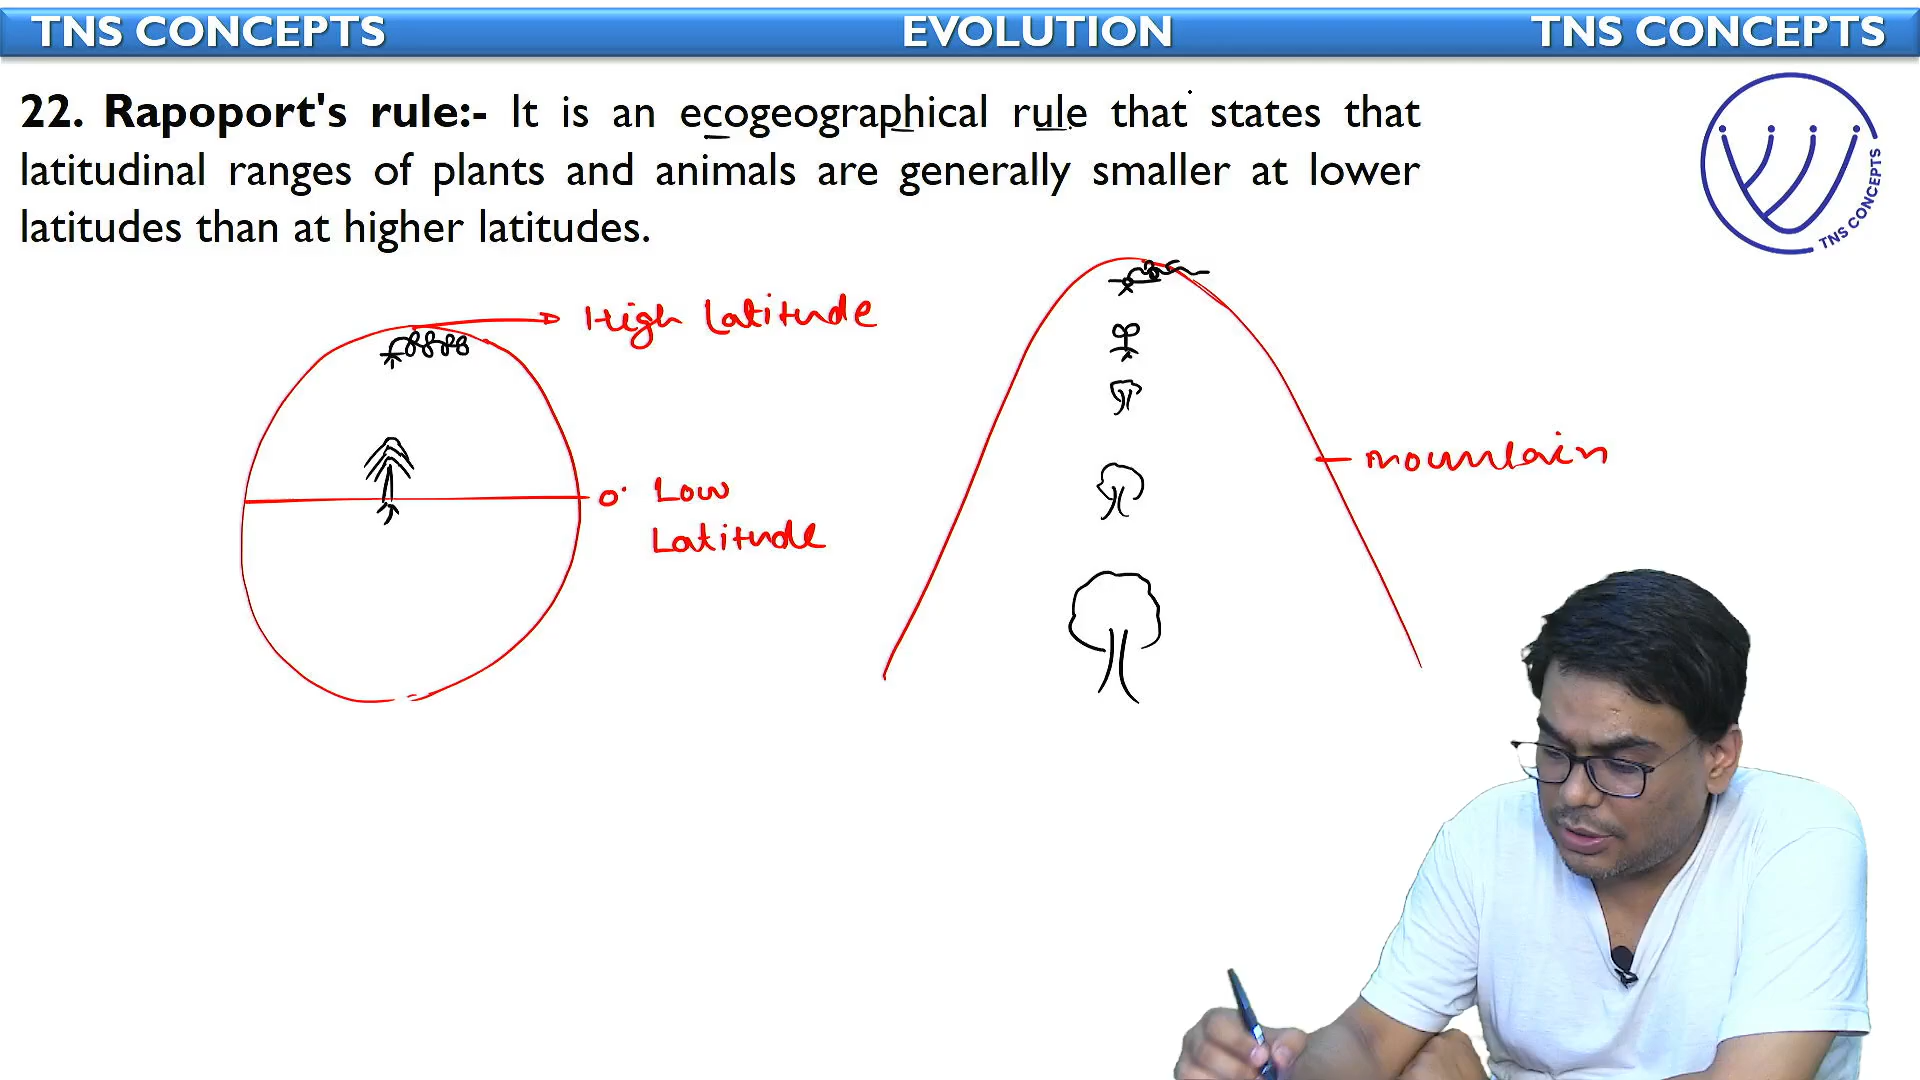 TNS CONCEPTS EVOLUTION TNS CONCEPTS
22. Rapoport's rule:- It is an ecogeographical rule that states that
latitudinal ranges of plants and animals are generally smaller at lower
latitudes than at higher latitudes.
TNS CONCEPTS
High Latitude
mountain
0° Low
Latitude